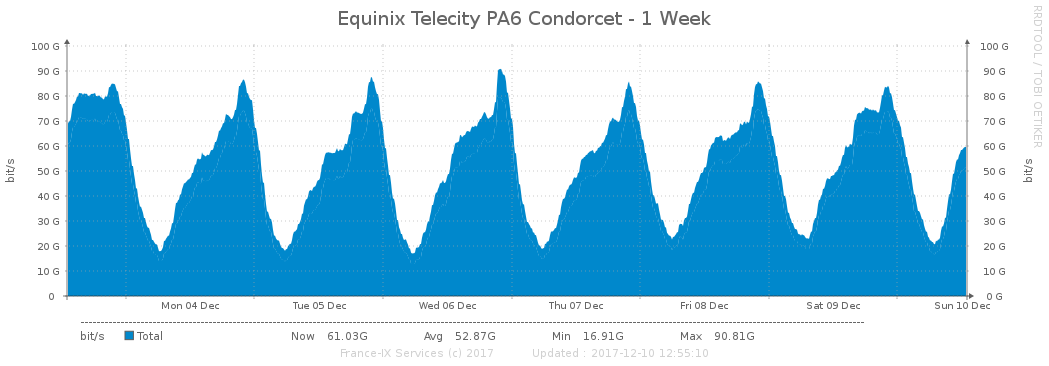 Equinix Telecity PA6 Condorcet - 1 Week
RRDTOOL / TOBI OETIKER
bit/s
100 G
90 G
80 G
70 G
60 G
50 G
40 G
30 G
20 G
10 G
0
100 G
90 G
80 G
70 G
60 G
50 G
40 G
30 G
20 G
10 G
0 G
bit/s
Mon 04 Dec Tue 05 Dec Wed 06 Dec Thu 07 Dec Fri 08 Dec Sat 09 Dec Sun 10 Dec
bit/s Total Now 61.03G Avg 52.87G Min 16.91G Max 90.81G
France-IX Services (c) 2017 Updated : 2017-12-10 12:55:10